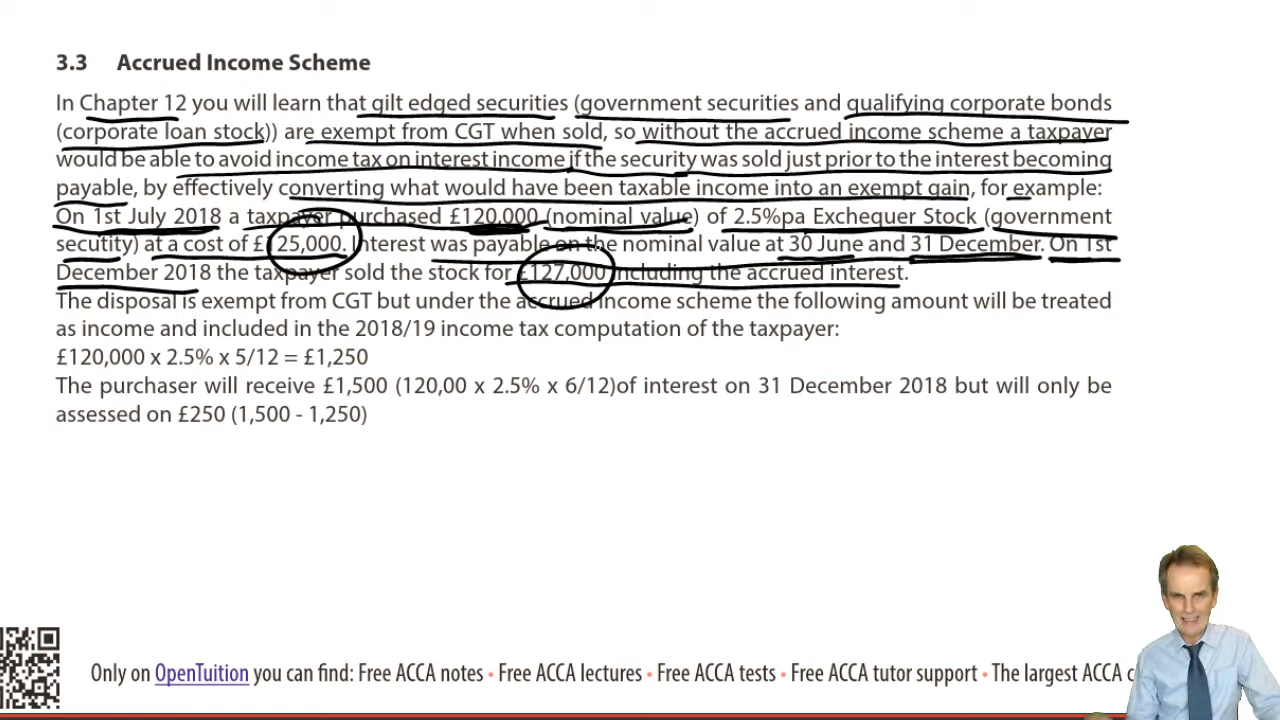 3.3 Accrued Income Scheme
In Chapter 12 you will learn that gilt edged securities (government securities and qualifying corporate bonds
(corporate loan stock)) are exempt from CGT when sold, so without the accrued income scheme a taxpayer
would be able to avoid income tax on interest income if the security was sold just prior to the interest becoming
payable, by effectively converting what would have been taxable income into an exempt gain, for example:
On 1st July 2018 a taxpayer purchased £120,000 (nominal value) of 2.5%pa Exchequer Stock (government
secutity) at a cost of £ 25,000. Interest was payable on the nominal value at 30 June and 31 December. On 1st
December 2018 the taxpayer sold the stock for £127,000 including the accrued interest.
The disposal is exempt from CGT but under the accrued income scheme the following amount will be treated
as income and included in the 2018/19 income tax computation of the taxpayer:
£120,000 x 2.5% x 5/12 = £1,250
The purchaser will receive £1,500 (120,00 x 2.5% x 6/12)of interest on 31 December 2018 but will only be
assessed on £250 (1,500 - 1,250)
Only on OpenTuition you can find: Free ACCA notes • Free ACCA lectures • Free ACCA tests • Free ACCA tutor support • The largest ACCA